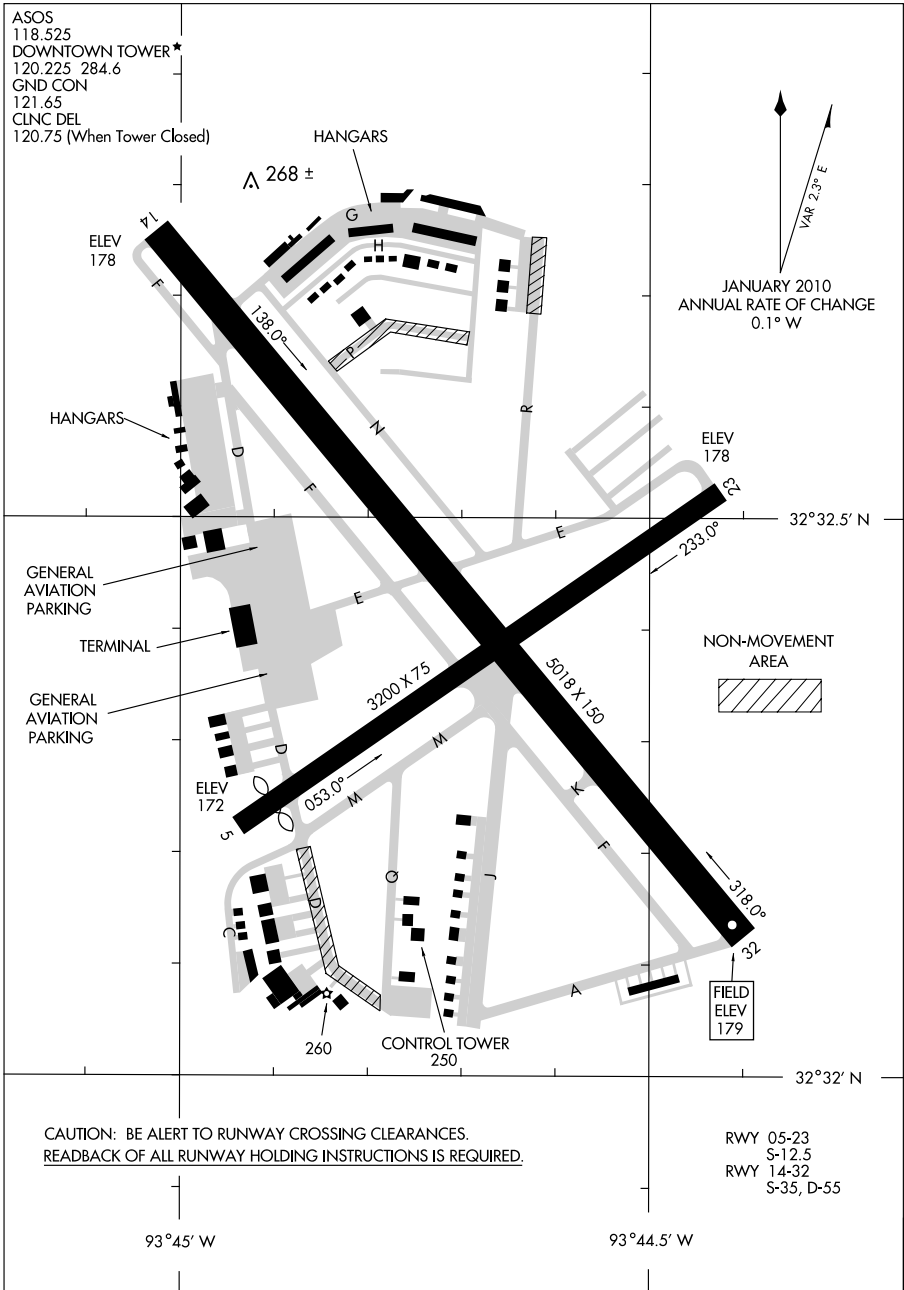 ASOS
118.525
DOWNTOWN TOWER★
120.225 284.6
GND CON
121.65
CLNC DEL
120.75 (When Tower Closed)
HANGARS
268 ±
VAR 2.3° E
JANUARY 2010
ANNUAL RATE OF CHANGE
0.1° W
14
ELEV
178
G
H
F
138.0°
P
HANGARS
D
F
N
R
ELEV
178
23
32°32.5' N
233.0°
E
E
GENERAL
AVIATION
PARKING
TERMINAL
GENERAL
AVIATION
PARKING
NON-MOVEMENT
AREA
3200 X 75
5018 X 150
D
M
ELEV
172
053.0°
M
5
K
F
J
Q
D
C
318.0°
32
A
FIELD
ELEV
179
260
CONTROL TOWER
250
32°32' N
CAUTION: BE ALERT TO RUNWAY CROSSING CLEARANCES.
READBACK OF ALL RUNWAY HOLDING INSTRUCTIONS IS REQUIRED.
RWY 05-23
S-12.5
RWY 14-32
S-35, D-55
93°45' W
93°44.5' W